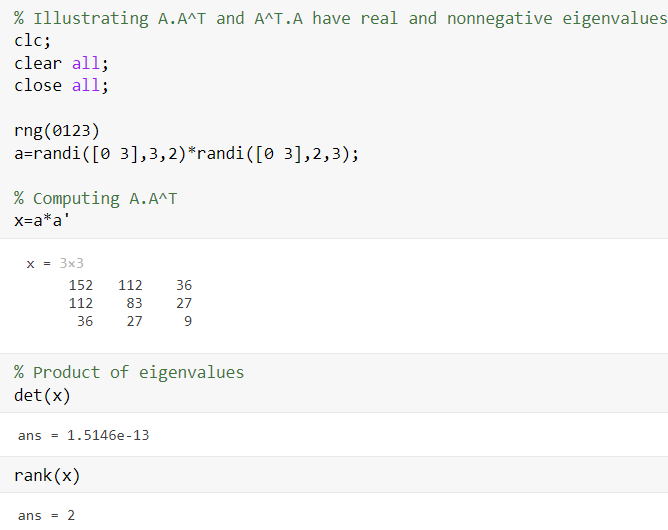 % Illustrating A.A^T and A^T.A have real and nonnegative eigenvalues
clc;
clear all;
close all;
rng(0123)
a=randi([0 3],3,2)*randi([0 3],2,3);
% Computing A.A^T
x=a*a'
x = 3×3
152 112 36
112 83 27
36 27 9
% Product of eigenvalues
det(x)
ans = 1.5146e-13
rank(x)
ans = 2